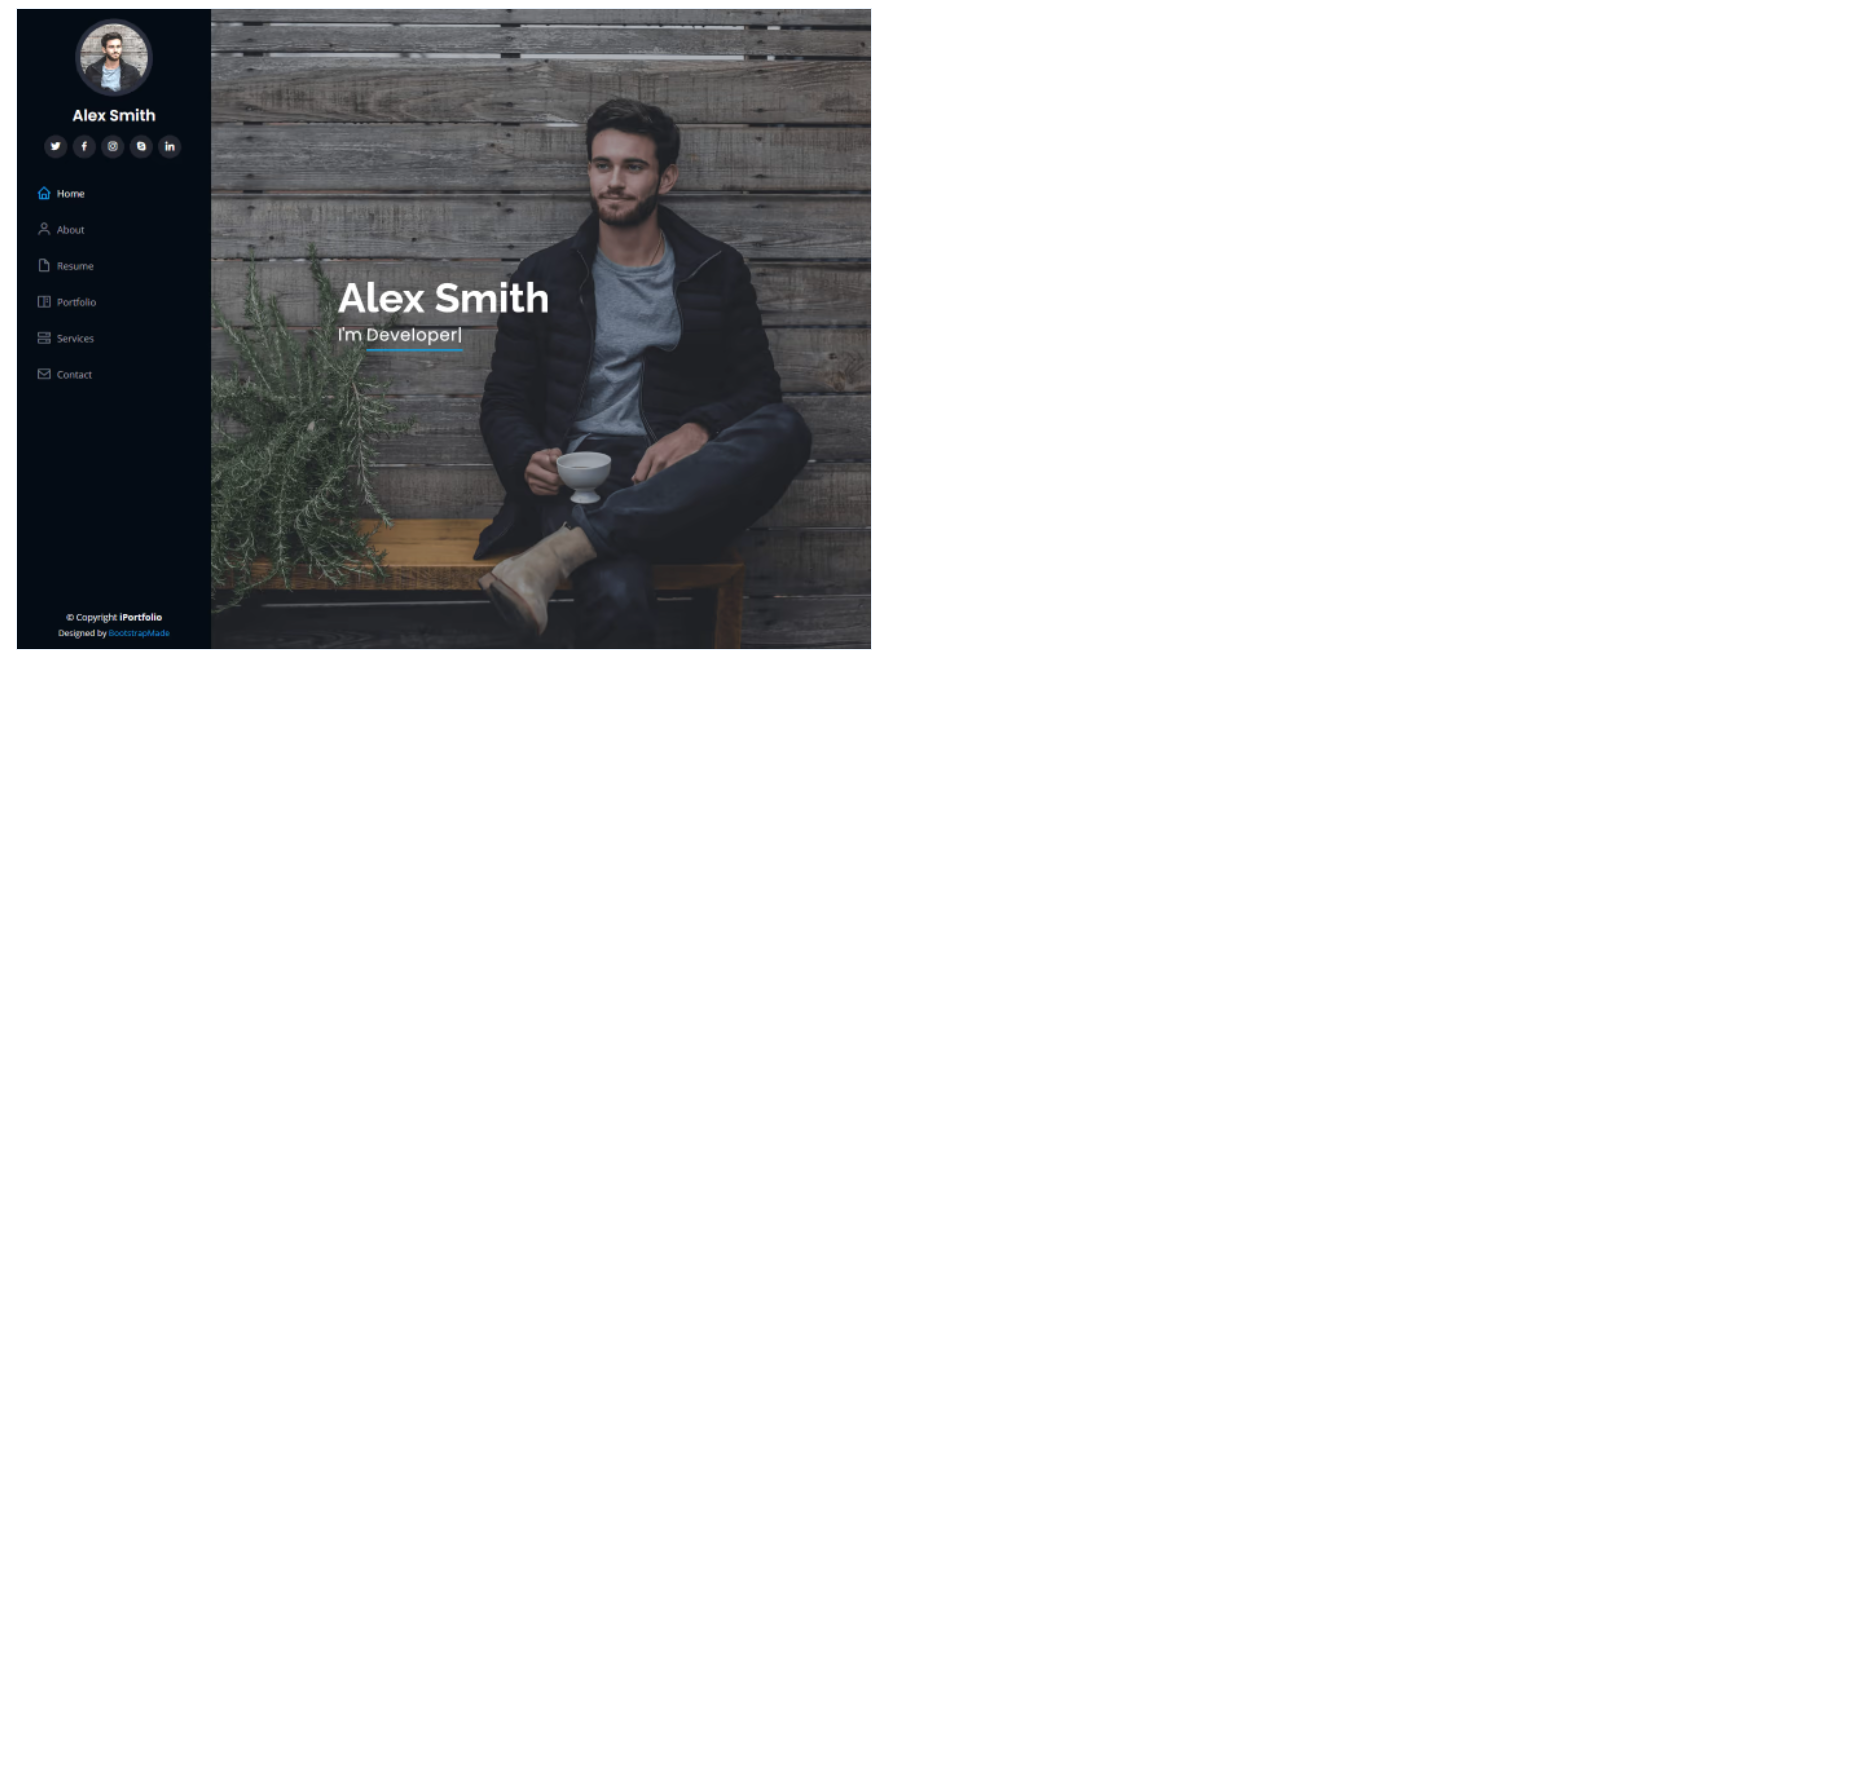 Alex Smith
Home
About
Resume
Portfolio
Services
Contact
© Copyright iPortfolio
Designed by BootstrapMade
Alex Smith
I'm Developer|